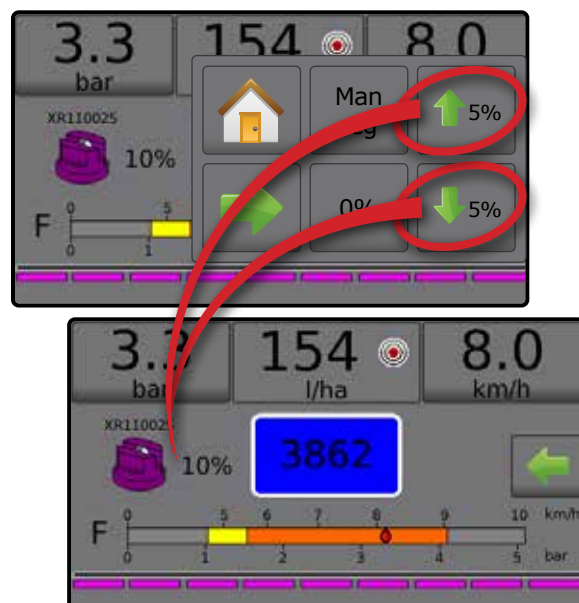 3.3 154 8.0
bar
XR110025
10%
Man
5%
0%
5%
F
0 5
0 1
3.3 154 8.0
bar l/ha km/h
XR11002
10%
3862
F
0 5 6 7 8 9 10 km/h
0 1 2 3 4 5 bar